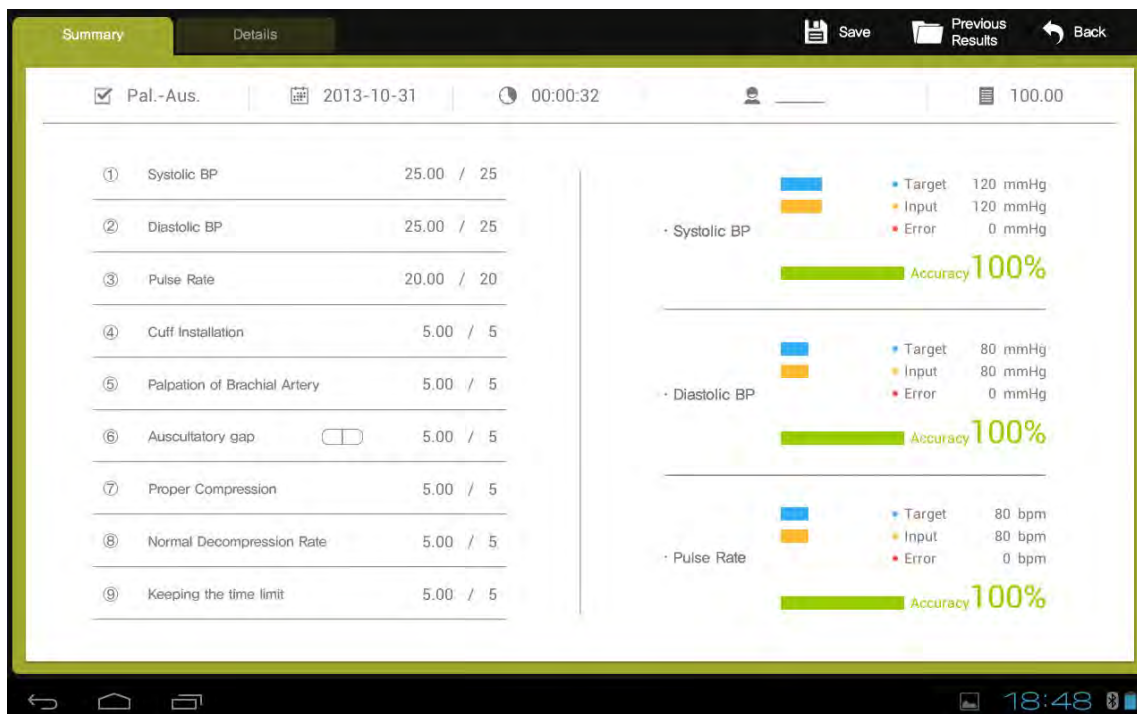 Summary
Details
Save
Previous
Results
Back
Pal.-Aus.
2013-10-31
00:00:32
100.00
① Systolic BP 25.00 / 25
② Diastolic BP 25.00 / 25
③ Pulse Rate 20.00 / 20
④ Cuff Installation 5.00 / 5
⑤ Palpation of Brachial Artery 5.00 / 5
⑥ Auscultatory gap 5.00 / 5
⑦ Proper Compression 5.00 / 5
⑧ Normal Decompression Rate 5.00 / 5
⑨ Keeping the time limit 5.00 / 5
· Systolic BP
• Target 120 mmHg
• Input 120 mmHg
• Error 0 mmHg
Accuracy 100%
· Diastolic BP
• Target 80 mmHg
• Input 80 mmHg
• Error 0 mmHg
Accuracy 100%
· Pulse Rate
• Target 80 bpm
• Input 80 bpm
• Error 0 bpm
Accuracy 100%
18:48